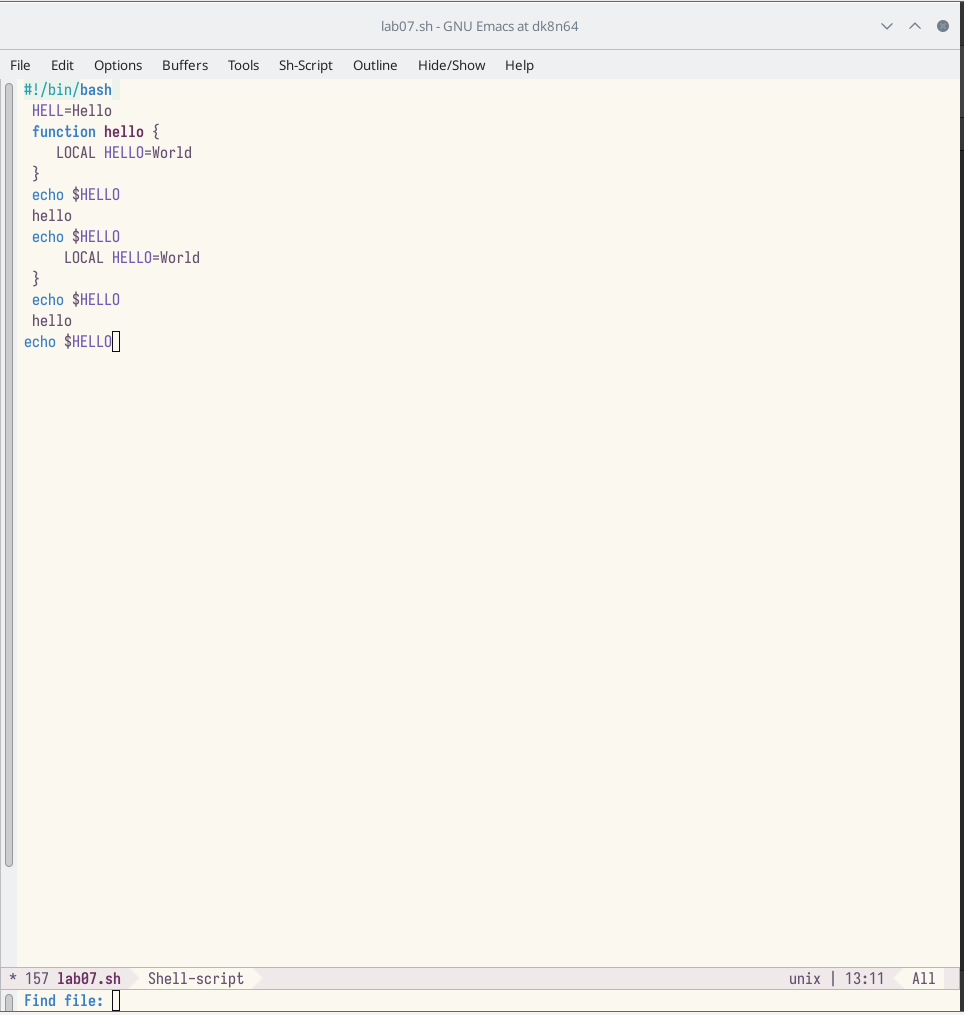 lab07.sh - GNU Emacs at dk8n64
File Edit Options Buffers Tools Sh-Script Outline Hide/Show Help
#!/bin/bash
HELL=Hello
function hello {
LOCAL HELLO=World
}
echo $HELLO
hello
echo $HELLO
LOCAL HELLO=World
}
echo $HELLO
hello
echo $HELLO
* 157 lab07.sh Shell-script unix | 13:11 All
Find file: